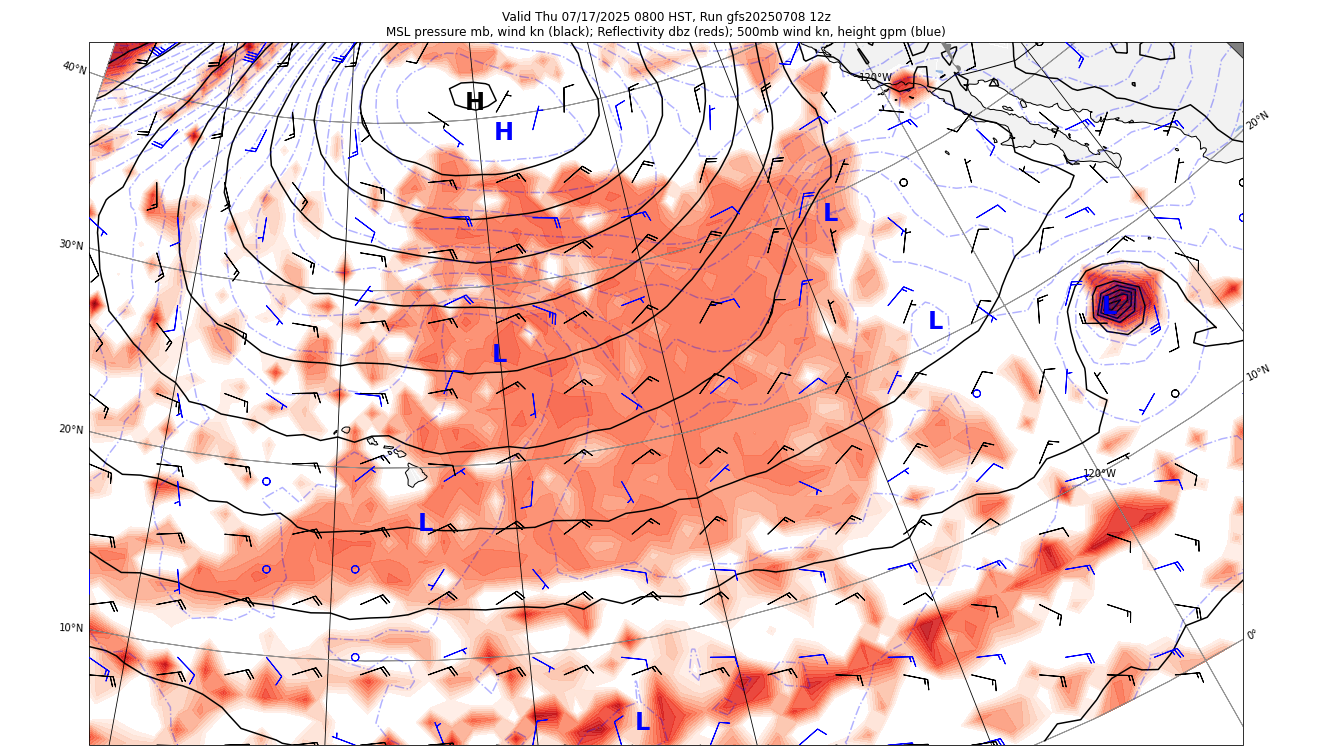 Valid Thu 07/17/2025 0800 HST, Run gfs20250708 12z
MSL pressure mb, wind kn (black); Reflectivity dbz (reds); 500mb wind kn, height gpm (blue)
40°N
120°W
H
H
20°N
L
30°N
L
L
L
10°N
20°N
120°W
L
10°N
0°
L